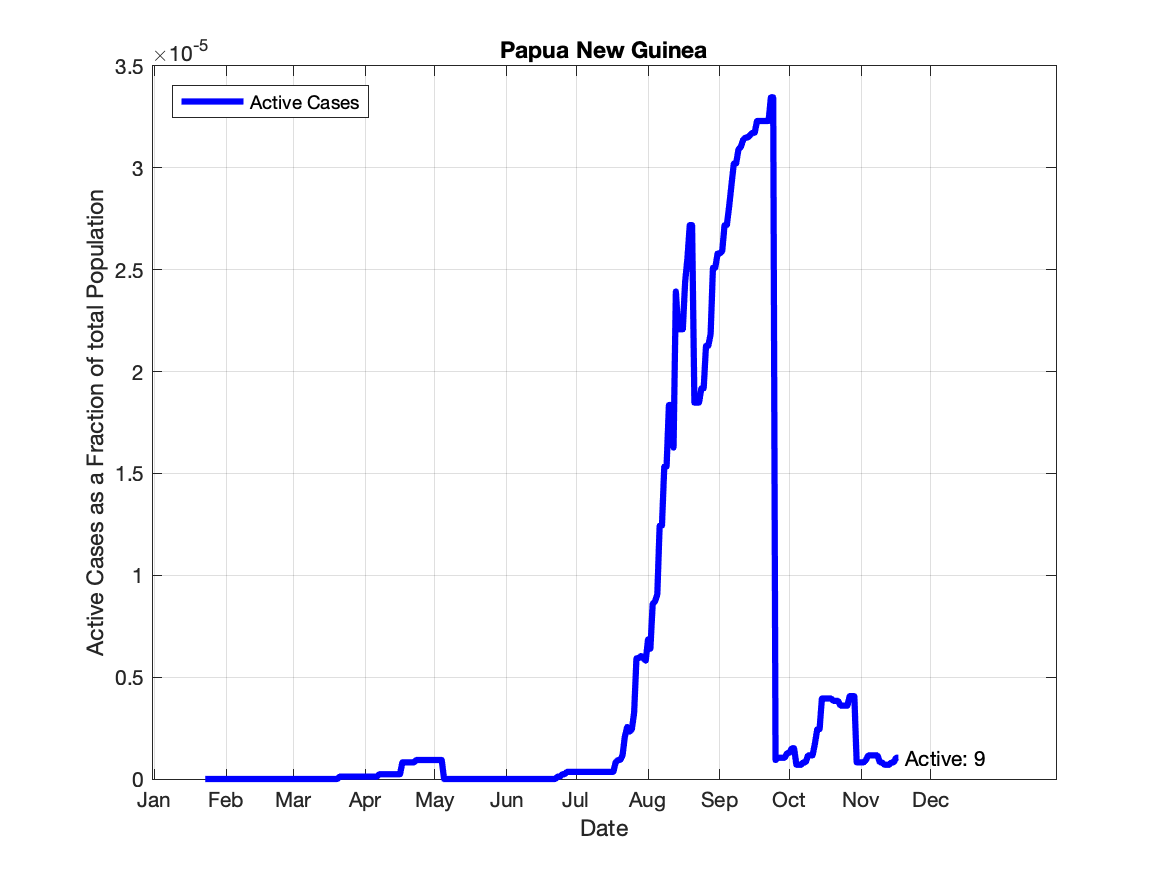 Papua New Guinea
×10-5
3.5
3
2.5
2
1.5
1
0.5
0
Active Cases as a Fraction of total Population
Active Cases
Active: 9
Jan Feb Mar Apr May Jun Jul Aug Sep Oct Nov Dec
Date